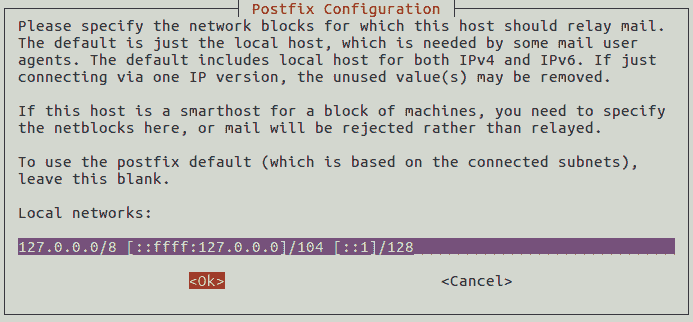 Postfix Configuration
Please specify the network blocks for which this host should relay mail.
The default is just the local host, which is needed by some mail user
agents. The default includes local host for both IPv4 and IPv6. If just
connecting via one IP version, the unused value(s) may be removed.
If this host is a smarthost for a block of machines, you need to specify
the netblocks here, or mail will be rejected rather than relayed.
To use the postfix default (which is based on the connected subnets),
leave this blank.
Local networks:
127.0.0.0/8 [::ffff:127.0.0.0]/104 [::1]/128
<Ok> <Cancel>